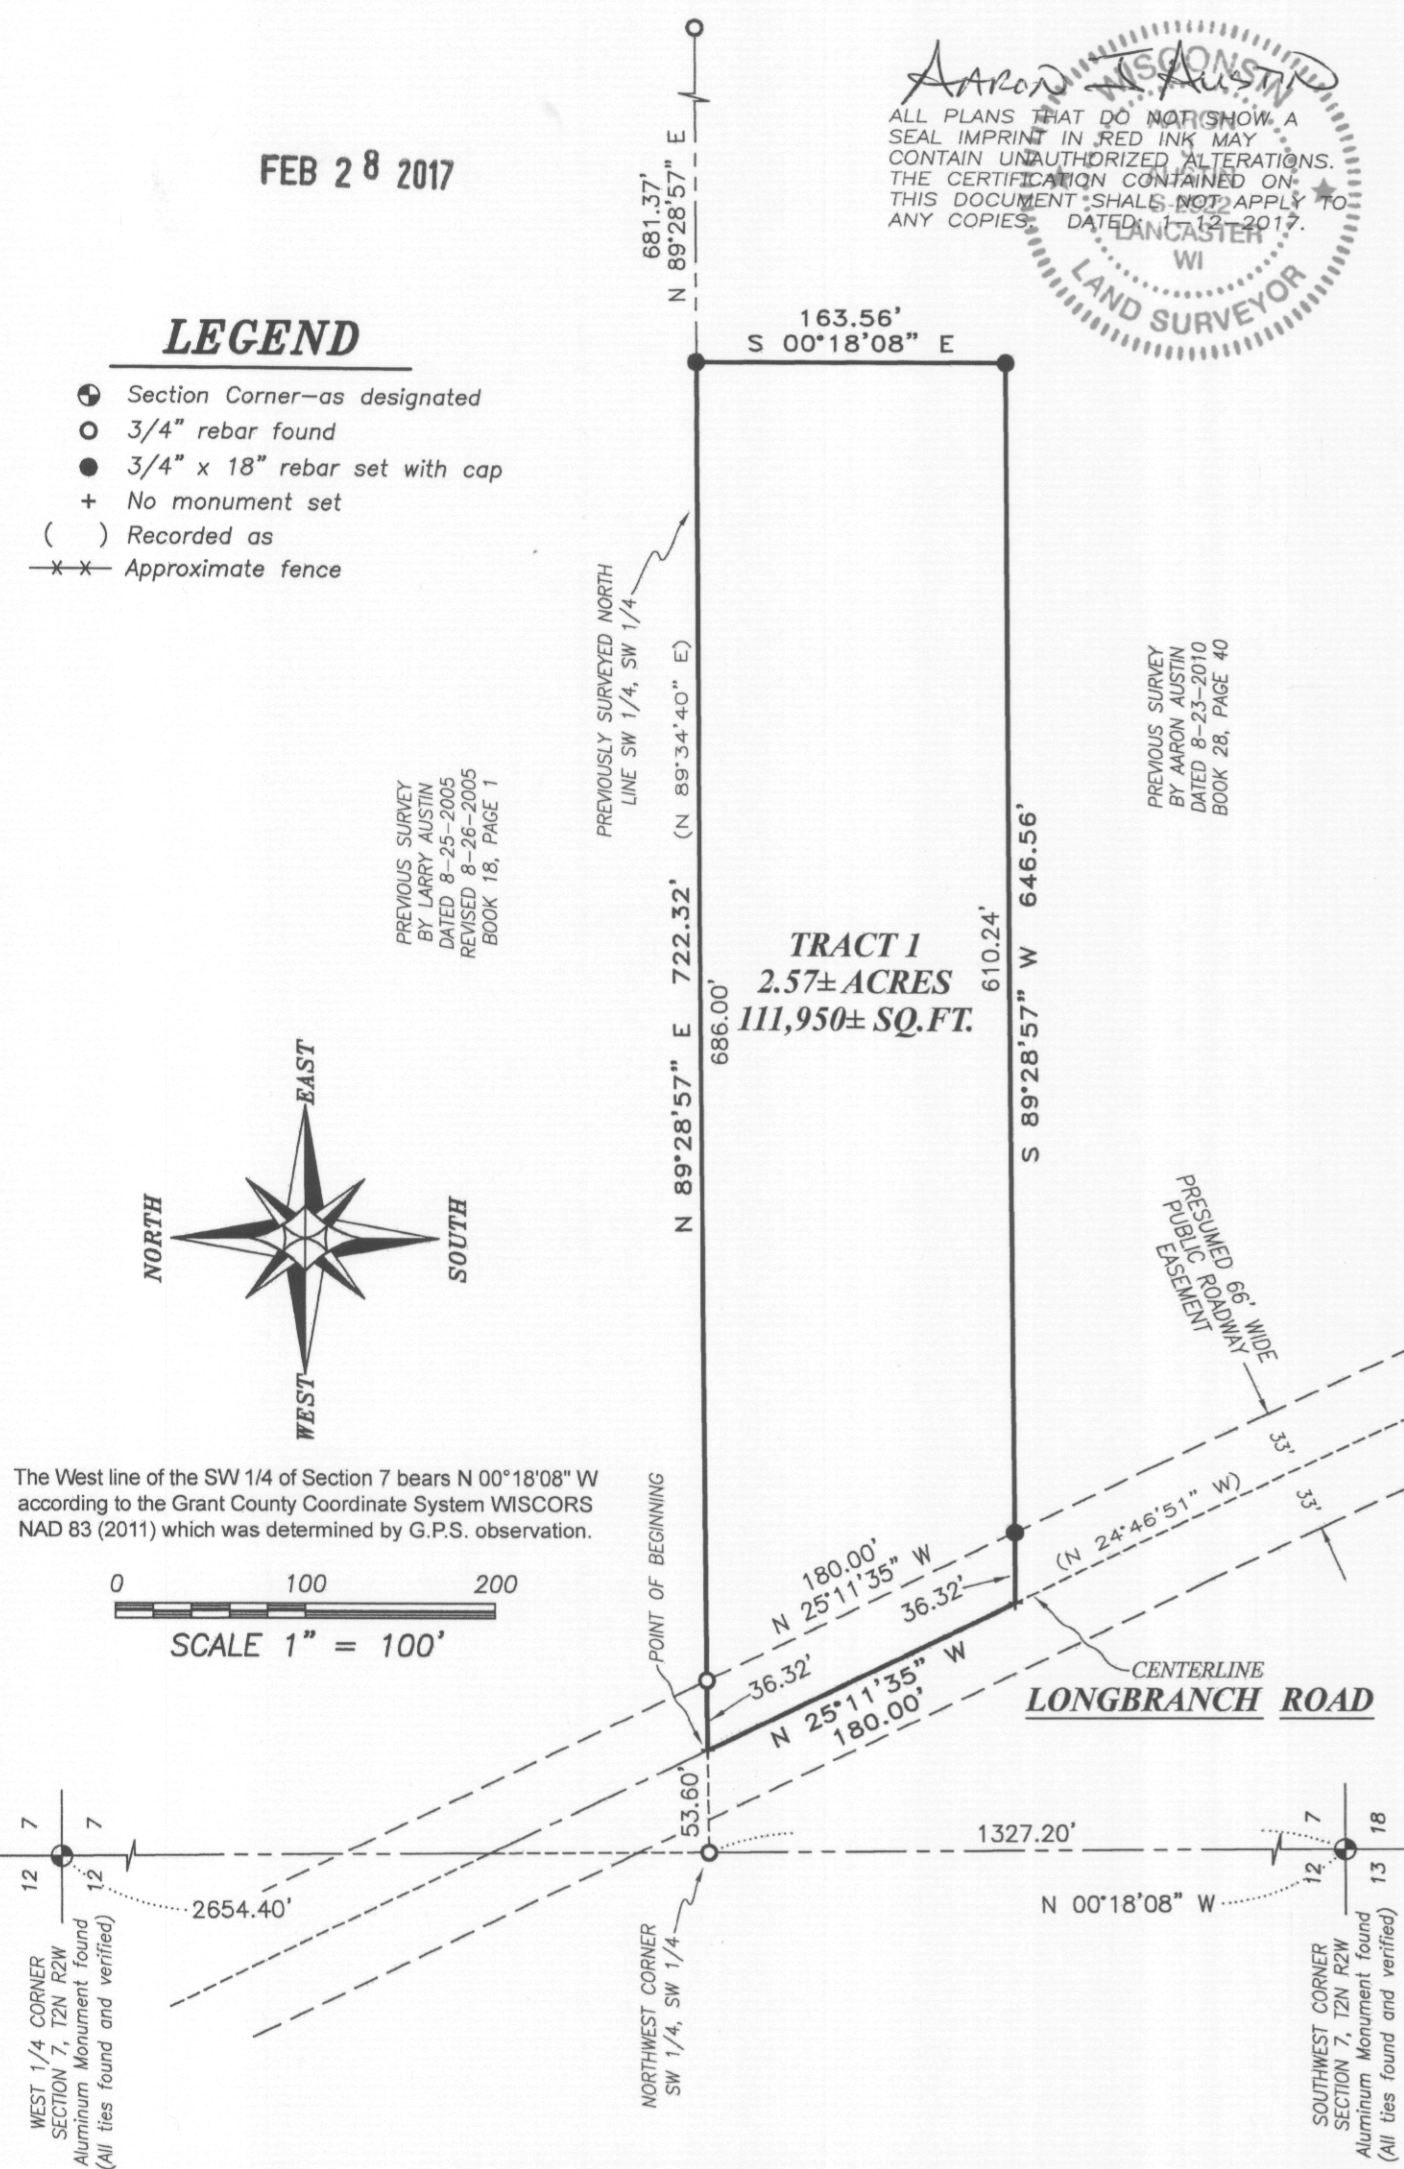 AARON J AUSTIN
ALL PLANS THAT DO NOT SHOW A
SEAL IMPRINT IN RED INK MAY
CONTAIN UNAUTHORIZED ALTERATIONS.
THE CERTIFICATION CONTAINED ON
THIS DOCUMENT SHALL NOT APPLY TO
ANY COPIES. DATED: 1-12-2017.
WISCONSIN
AARON
J
AUSTIN
S-2922
LANCASTER
WI
LAND SURVEYOR
FEB 28 2017
681.37'
N 89°28'57" E
163.56'
S 00°18'08" E
LEGEND
Section Corner-as designated
3/4" rebar found
3/4" x 18" rebar set with cap
+ No monument set
( ) Recorded as
x x Approximate fence
PREVIOUSLY SURVEYED NORTH
LINE SW 1/4, SW 1/4
(N 89°34'40" E)
N 89°28'57" E 722.32'
686.00'
PREVIOUS SURVEY
BY LARRY AUSTIN
DATED 8-25-2005
REVISED 8-26-2005
BOOK 18, PAGE 1
PREVIOUS SURVEY
BY AARON AUSTIN
DATED 8-23-2010
BOOK 28, PAGE 40
TRACT 1
2.57± ACRES
111,950± SQ.FT.
610.24'
S 89°28'57" W 646.56'
EAST
NORTH
SOUTH
WEST
PRESUMED 66' WIDE
PUBLIC ROADWAY
EASEMENT
33'
33'
(N 24°46'51" W)
The West line of the SW 1/4 of Section 7 bears N 00°18'08" W
according to the Grant County Coordinate System WISCORS
NAD 83 (2011) which was determined by G.P.S. observation.
0 100 200
SCALE 1" = 100'
POINT OF BEGINNING
180.00'
N 25°11'35" W
36.32'
36.32'
N 25°11'35" W
180.00'
CENTERLINE
LONGBRANCH ROAD
53.60'
1327.20'
2654.40'
N 00°18'08" W
7 7
12 12
7 18
12 13
WEST 1/4 CORNER
SECTION 7, T2N R2W
Aluminum Monument found
(All ties found and verified)
NORTHWEST CORNER
SW 1/4, SW 1/4
SOUTHWEST CORNER
SECTION 7, T2N R2W
Aluminum Monument found
(All ties found and verified)